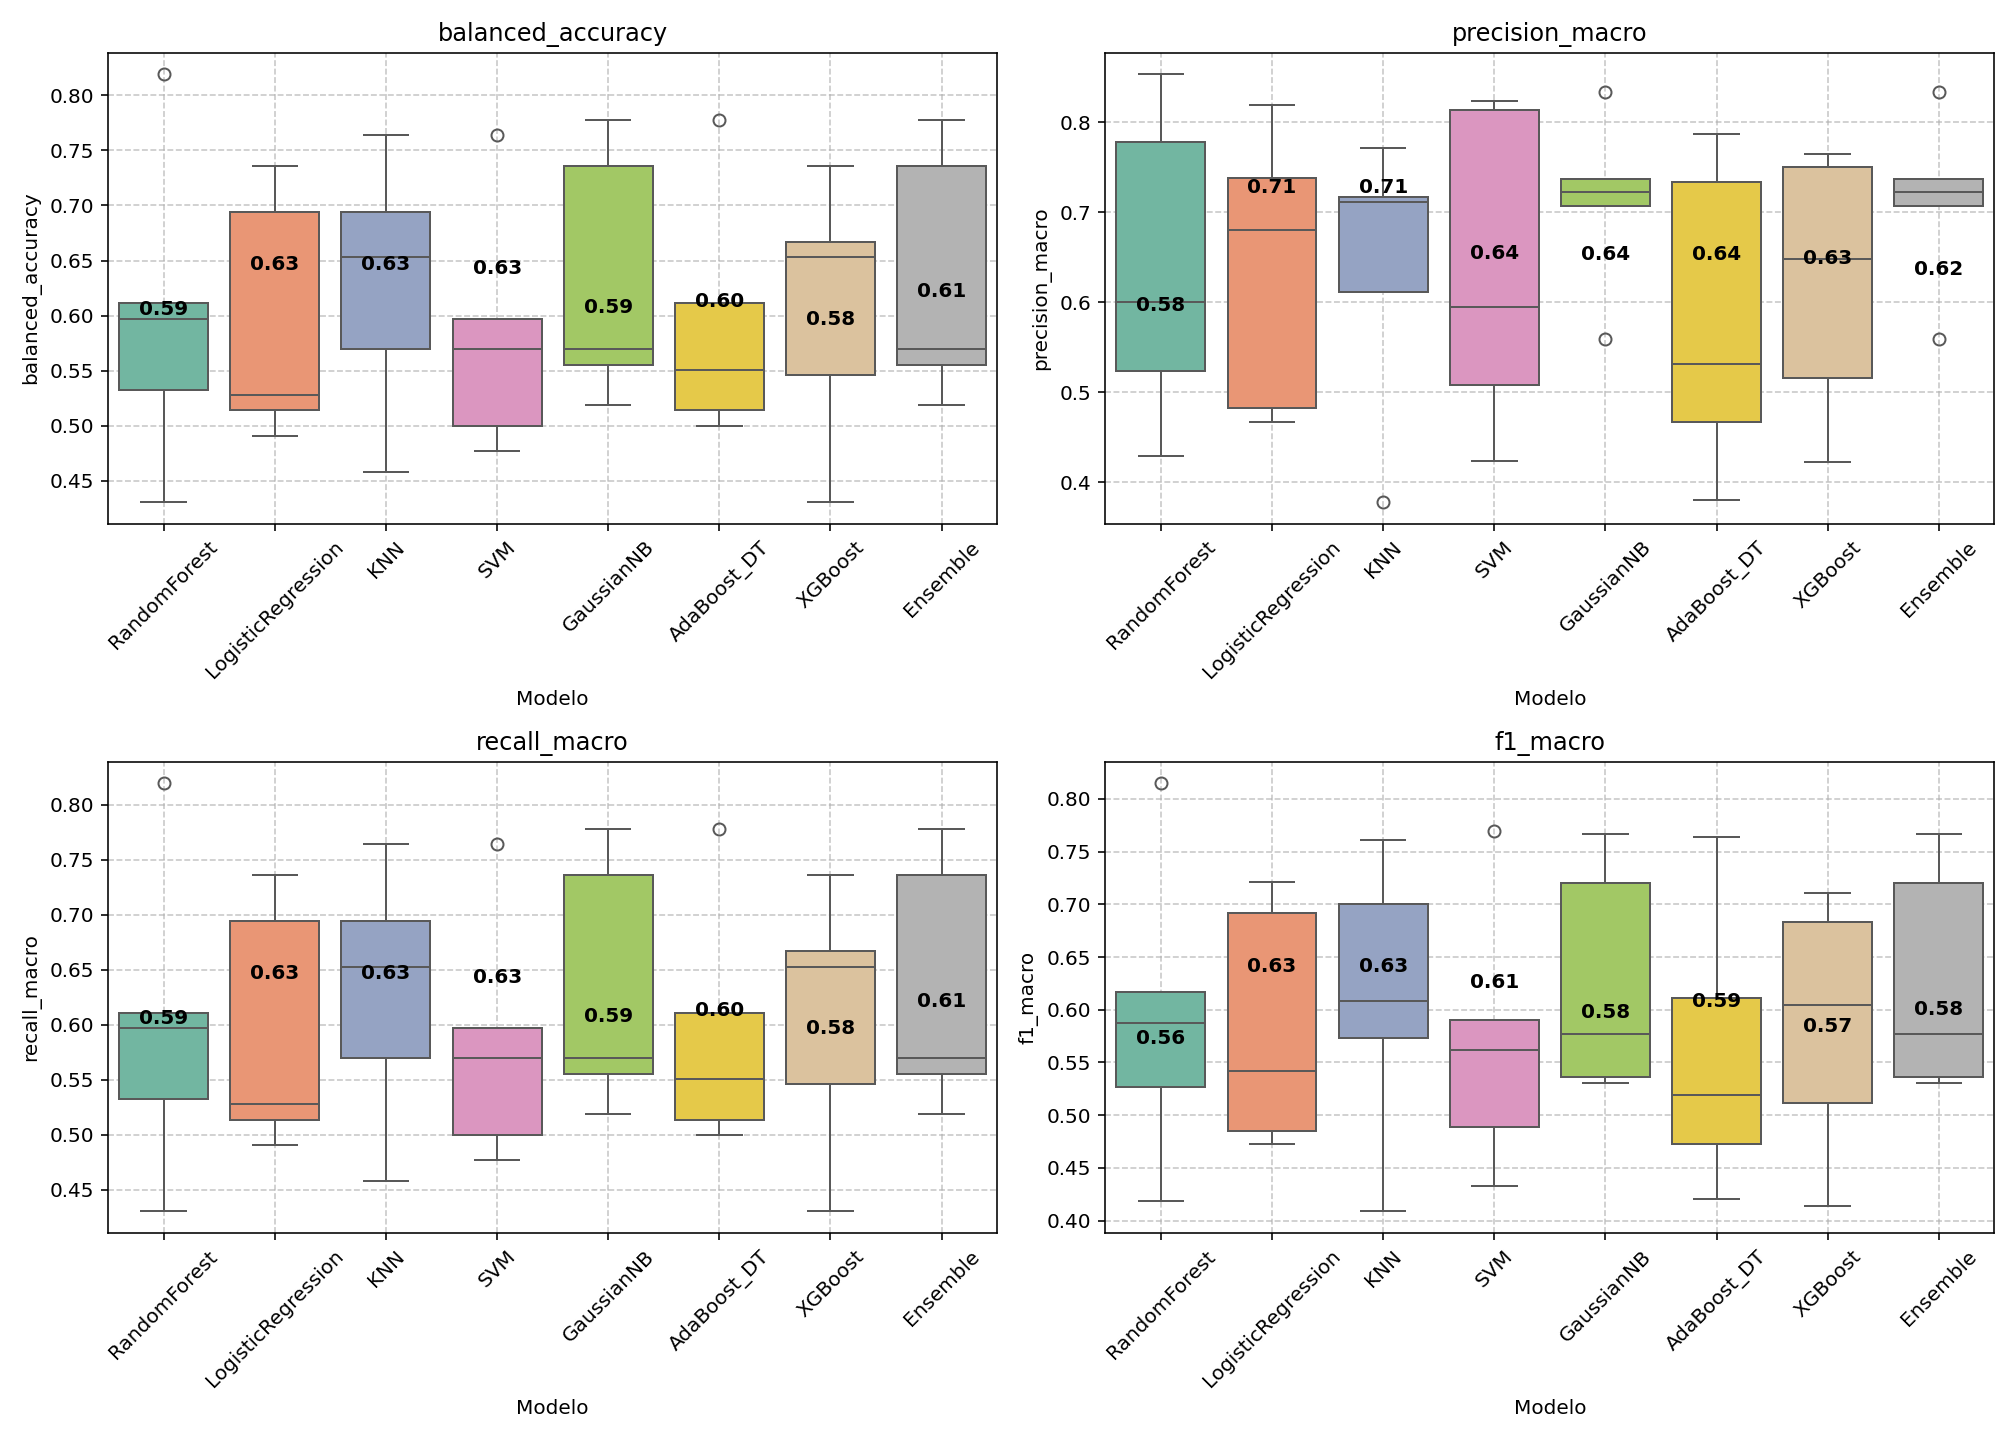 balanced_accuracy
balanced_accuracy
0.80
0.75
0.70
0.65
0.60
0.55
0.50
0.45
0.59
0.63
0.63
0.63
0.59
0.60
0.58
0.61
RandomForest
LogisticRegression
KNN
SVM
GaussianNB
AdaBoost_DT
XGBoost
Ensemble
Modelo
precision_macro
precision_macro
0.8
0.7
0.6
0.5
0.4
0.58
0.71
0.71
0.64
0.64
0.64
0.63
0.62
RandomForest
LogisticRegression
KNN
SVM
GaussianNB
AdaBoost_DT
XGBoost
Ensemble
Modelo
recall_macro
recall_macro
0.80
0.75
0.70
0.65
0.60
0.55
0.50
0.45
0.59
0.63
0.63
0.63
0.59
0.60
0.58
0.61
RandomForest
LogisticRegression
KNN
SVM
GaussianNB
AdaBoost_DT
XGBoost
Ensemble
Modelo
f1_macro
f1_macro
0.80
0.75
0.70
0.65
0.60
0.55
0.50
0.45
0.40
0.56
0.63
0.63
0.61
0.58
0.59
0.57
0.58
RandomForest
LogisticRegression
KNN
SVM
GaussianNB
AdaBoost_DT
XGBoost
Ensemble
Modelo